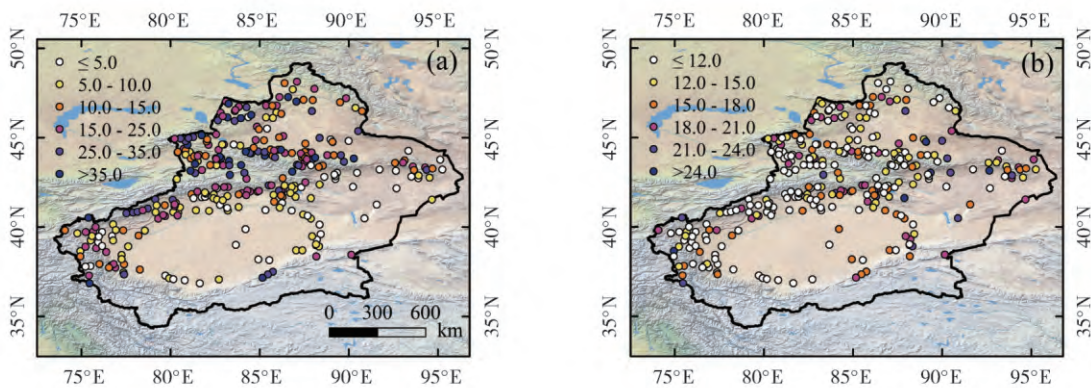 75°E 80°E 85°E 90°E 95°E
50°N 45°N 40°N 35°N
(a)
≤ 5.0
5.0 - 10.0
10.0 - 15.0
15.0 - 25.0
25.0 - 35.0
>35.0
0 300 600
km
75°E 80°E 85°E 90°E 95°E
75°E 80°E 85°E 90°E 95°E
50°N 45°N 40°N 35°N
(b)
≤ 12.0
12.0 - 15.0
15.0 - 18.0
18.0 - 21.0
21.0 - 24.0
>24.0
50°N 45°N 40°N 35°N
75°E 80°E 85°E 90°E 95°E